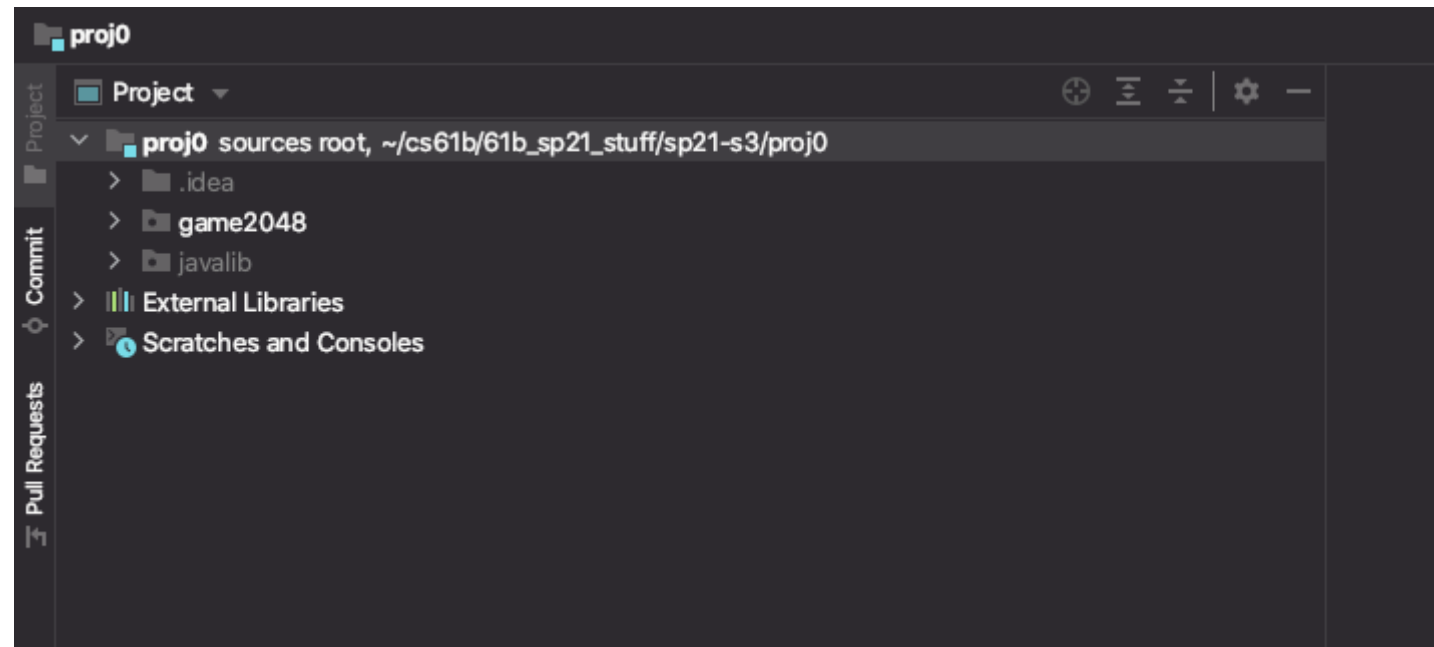 proj0
Project
Project
proj0 sources root, ~/cs61b/61b_sp21_stuff/sp21-s3/proj0
.idea
game2048
javalib
External Libraries
Scratches and Consoles
Commit
Pull Requests